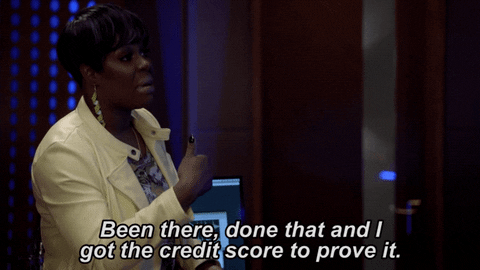 Been there, done that and I
got the credit score to prove it.